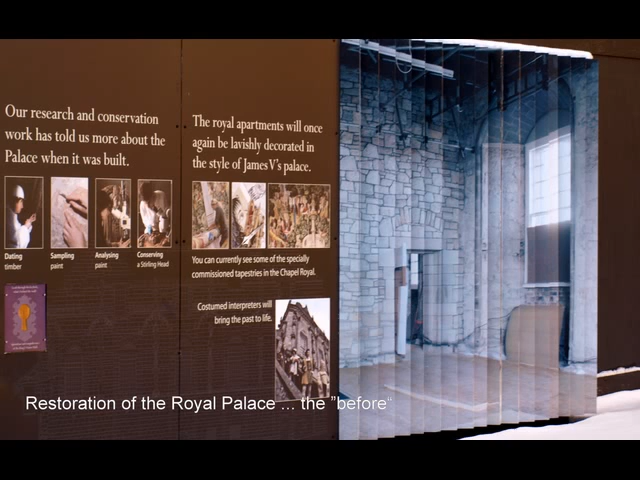 Our research and conservation
work has told us more about the
Palace when it was built.
Dating
timber
Sampling
paint
Analysing
paint
Conserving
a Stirling Head
The royal apartments will once
again be lavishly decorated in
the style of James V's palace.
You can currently see some of the specially
commissioned tapestries in the Chapel Royal.
Costumed interpreters will
bring the past to life.
Restoration of the Royal Palace ... the "before“